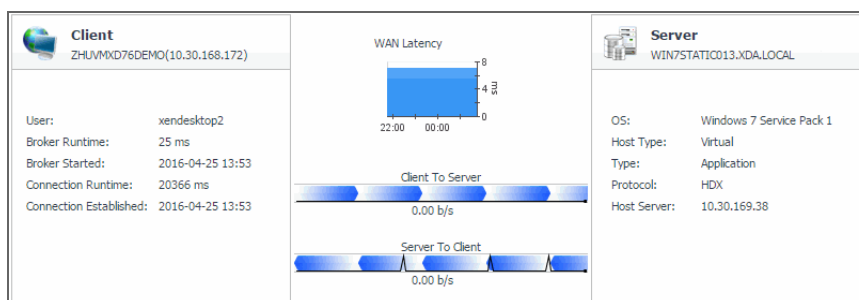 Client
ZHUVMXD76DEMO(10.30.168.172)
User: xendesktop2
Broker Runtime: 25 ms
Broker Started: 2016-04-25 13:53
Connection Runtime: 20366 ms
Connection Established: 2016-04-25 13:53
WAN Latency
8
4
0
ms
22:00 00:00
Client To Server
0.00 b/s
Server To Client
0.00 b/s
Server
WIN7STATIC013.XDA.LOCAL
OS: Windows 7 Service Pack 1
Host Type: Virtual
Type: Application
Protocol: HDX
Host Server: 10.30.169.38